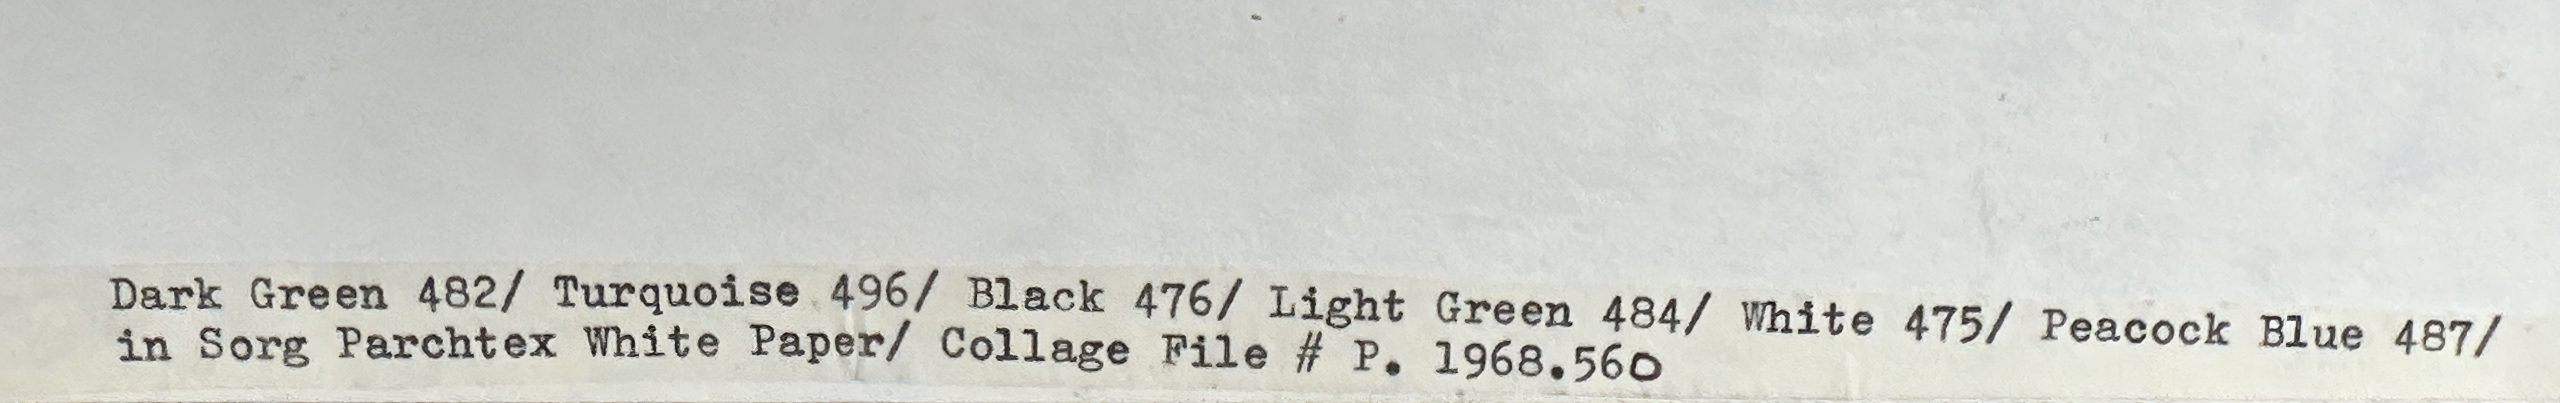 Dark Green 482/ Turquoise 496/ Black 476/ Light Green 484/ White 475/ Peacock Blue 487/
in Sorg Parchtex White Paper/ Collage File # P. 1968.560